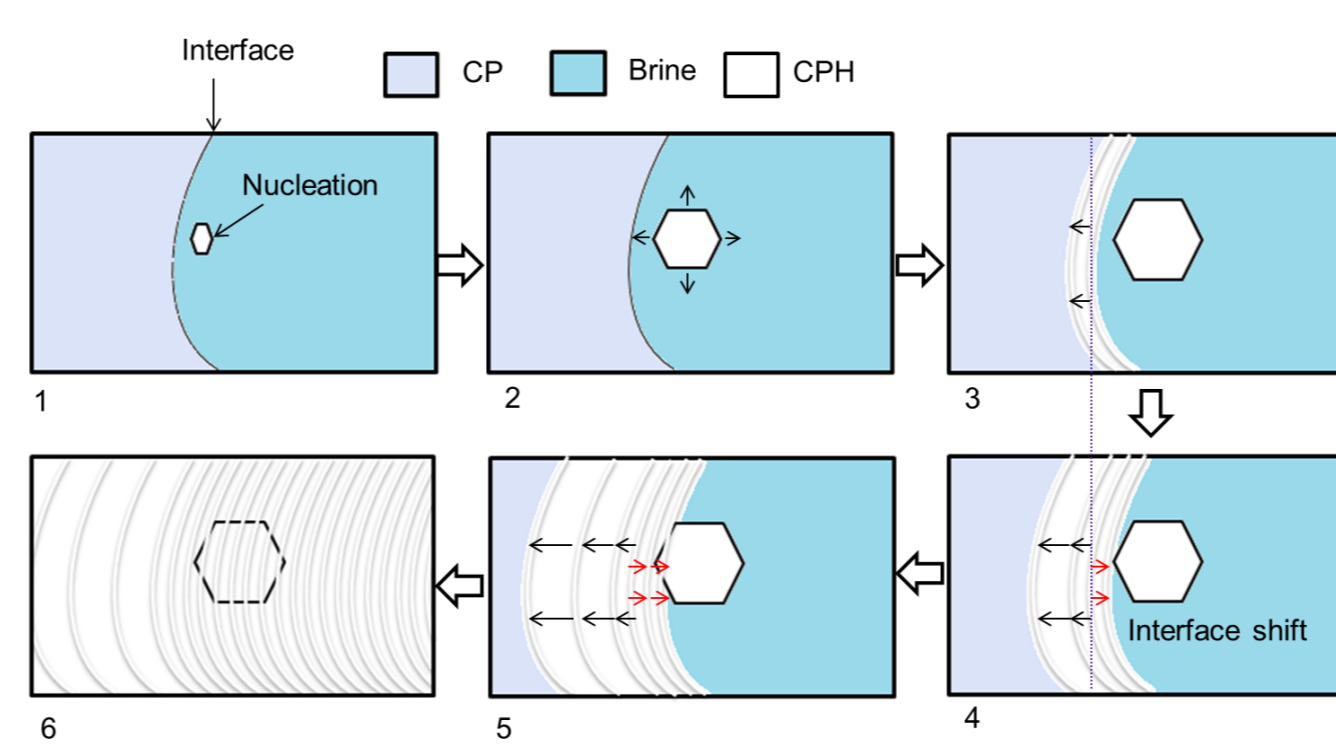 Interface
CP
Brine
CPH
Nucleation
1
2
3
Interface shift
6
5
4